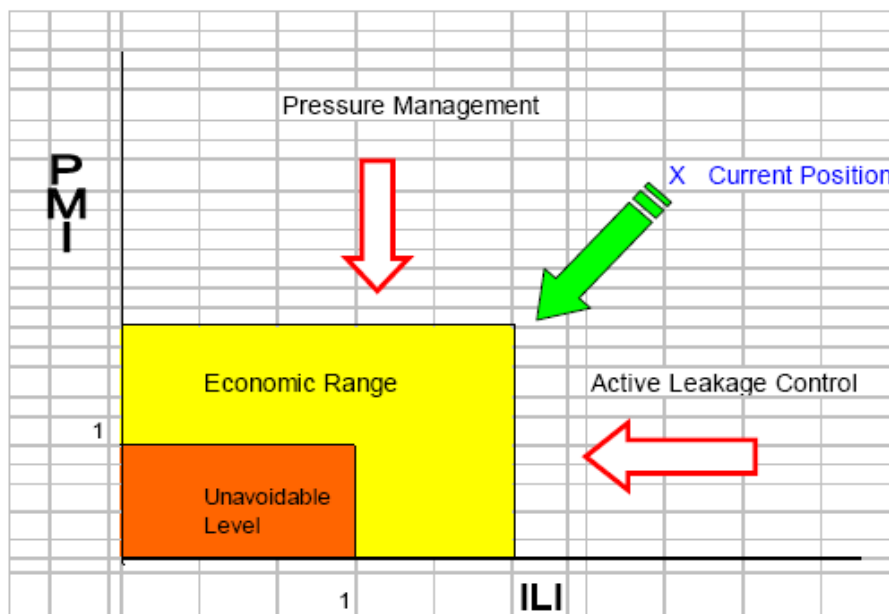 Pressure Management
P
M
I
X Current Position
Economic Range
Active Leakage Control
1
Unavoidable
Level
1
ILI